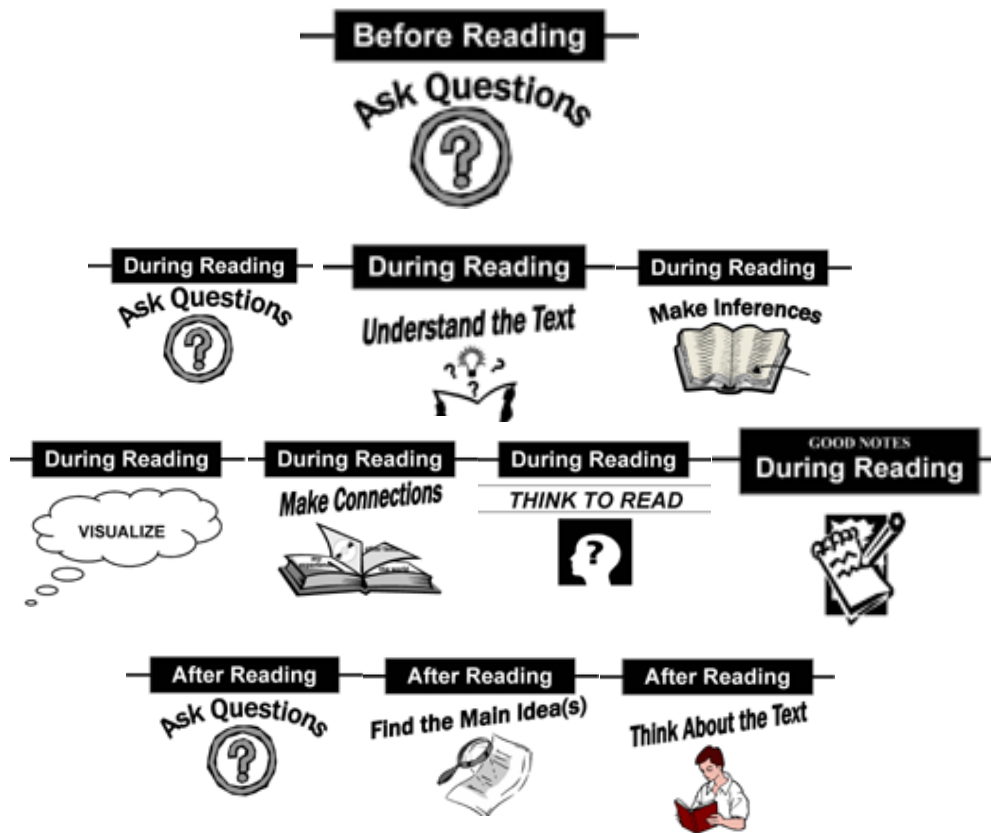 Before Reading
Ask Questions
?
During Reading
Ask Questions
?
During Reading
Understand the Text
? ? ?
During Reading
Make Inferences
During Reading
VISUALIZE
During Reading
Make Connections
the world
During Reading
THINK TO READ
?
GOOD NOTES
During Reading
After Reading
Ask Questions
?
After Reading
Find the Main Idea(s)
After Reading
Think About the Text